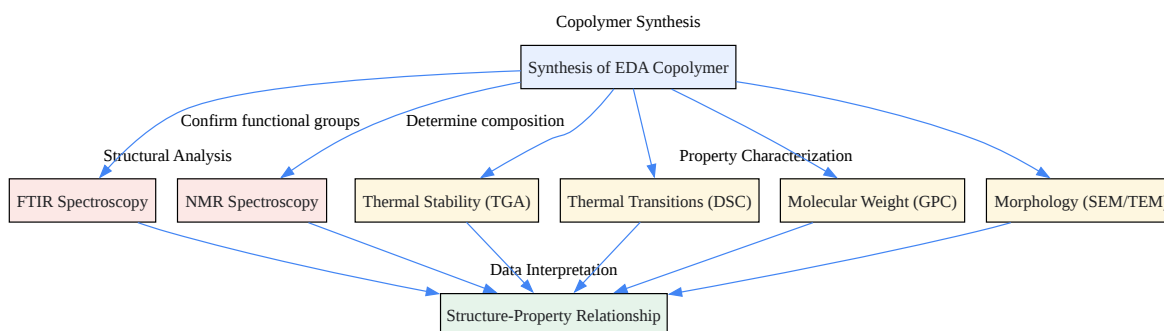 Copolymer Synthesis
Synthesis of EDA Copolymer
Confirm functional groups
Determine composition
Structural Analysis
Property Characterization
FTIR Spectroscopy
NMR Spectroscopy
Thermal Stability (TGA)
Thermal Transitions (DSC)
Molecular Weight (GPC)
Morphology (SEM/TEM)
Data Interpretation
Structure-Property Relationship